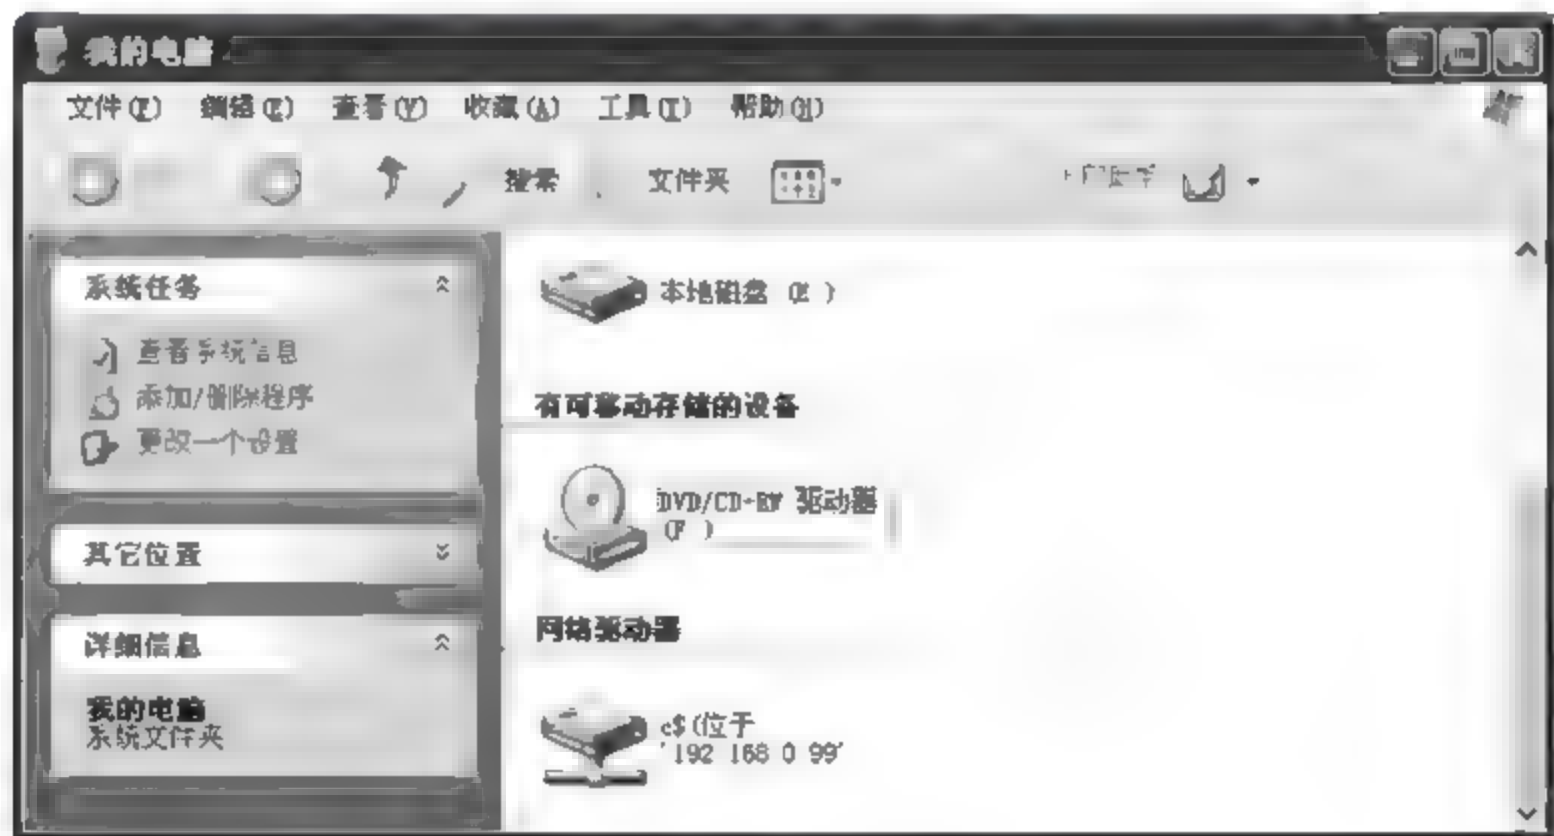 我的电脑
文件(F) 编辑(E) 查看(V) 收藏(A) 工具(T) 帮助(H)
搜索 文件夹
系统任务
查看系统信息
添加/删除程序
更改一个设置
其它位置
详细信息
我的电脑
系统文件夹
本地磁盘 (E )
有可移动存储的设备
DVD/CD-RW 驱动器
(F )
网络驱动器
c$ (位于
'192 168 0 99'